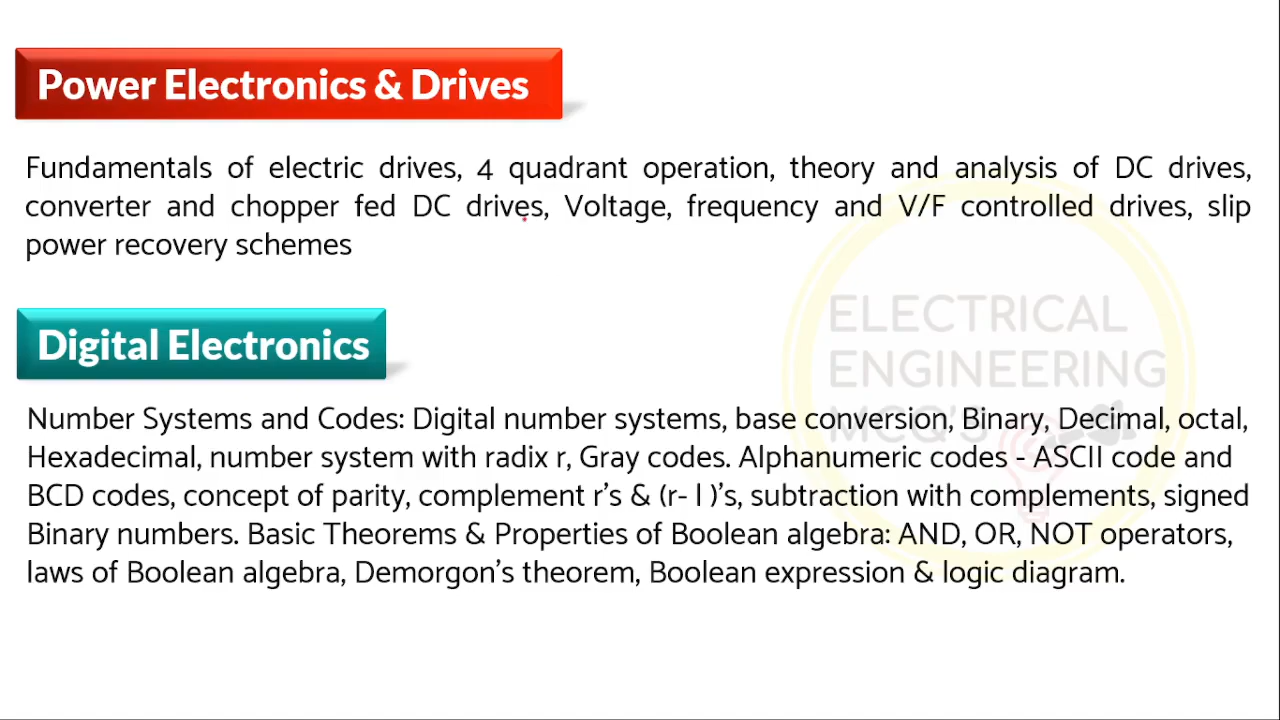 Power Electronics & Drives
Fundamentals of electric drives, 4 quadrant operation, theory and analysis of DC drives,
converter and chopper fed DC drives, Voltage, frequency and V/F controlled drives, slip
power recovery schemes
ELECTRICAL
ENGINEERING
MCQ'S
Digital Electronics
Number Systems and Codes: Digital number systems, base conversion, Binary, Decimal, octal,
Hexadecimal, number system with radix r, Gray codes. Alphanumeric codes - ASCII code and
BCD codes, concept of parity, complement r's & (r- l )'s, subtraction with complements, signed
Binary numbers. Basic Theorems & Properties of Boolean algebra: AND, OR, NOT operators,
laws of Boolean algebra, Demorgon's theorem, Boolean expression & logic diagram.